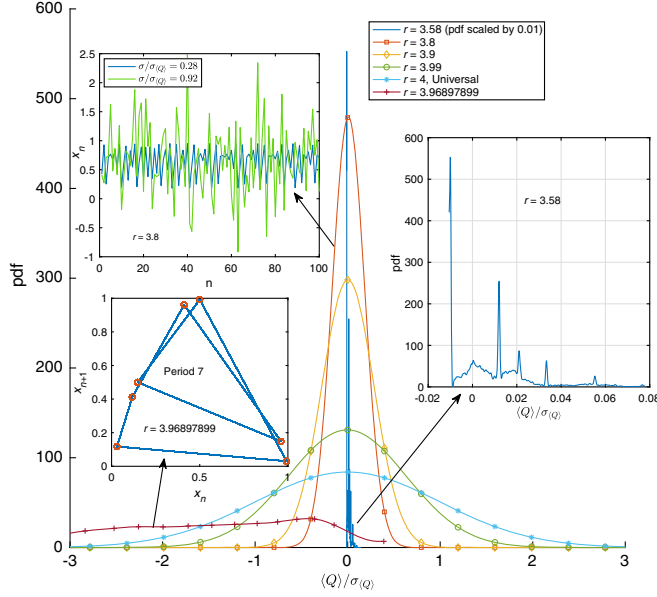 600
500
400
300
200
100
0
pdf
-3
-2
-1
0
1
2
3
⟨Q⟩/σ⟨Q⟩
r = 3.58 (pdf scaled by 0.01)
r = 3.8
r = 3.9
r = 3.99
r = 4, Universal
r = 3.96897899
2.5
2
1.5
1
0.5
0
-0.5
-1
xn
σ/σ⟨Q⟩ = 0.28
σ/σ⟨Q⟩ = 0.92
r = 3.8
0
20
40
60
80
100
n
1
0.8
0.6
0.4
0.2
0
xn+1
Period 7
r = 3.96897899
0
0.5
1
xn
600
500
400
300
200
100
0
pdf
r = 3.58
-0.02
0
0.02
0.04
0.06
0.08
⟨Q⟩/σ⟨Q⟩